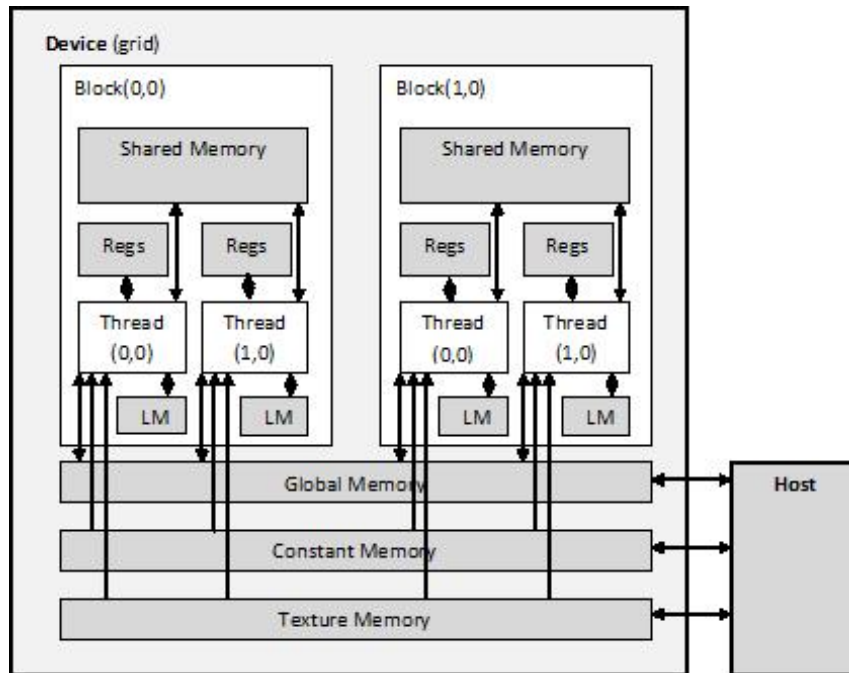 Device (grid)
Block(0,0)
Block(1,0)
Shared Memory
Shared Memory
Regs
Regs
Regs
Regs
Thread
(0,0)
Thread
(1,0)
Thread
(0,0)
Thread
(1,0)
LM
LM
LM
LM
Global Memory
Host
Constant Memory
Texture Memory